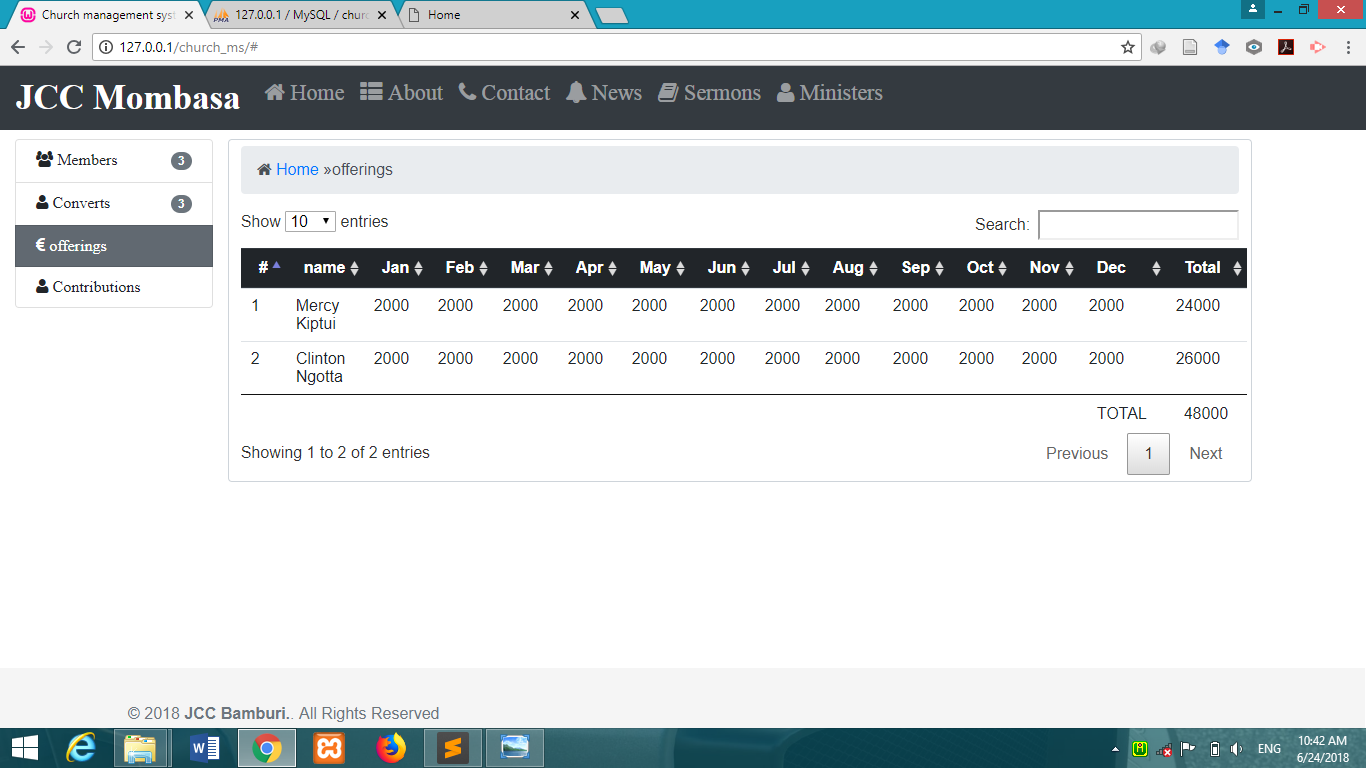 Church management syst
127.0.0.1 / MySQL / churc
Home
127.0.0.1/church_ms/#
JCC Mombasa Home About Contact News Sermons Ministers
Members 3
Converts 3
€ offerings
Contributions
Home »offerings
Show 10 entries
Search:
# name Jan Feb Mar Apr May Jun Jul Aug Sep Oct Nov Dec Total
1 Mercy Kiptui 2000 2000 2000 2000 2000 2000 2000 2000 2000 2000 2000 2000 24000
2 Clinton Ngotta 2000 2000 2000 2000 2000 2000 2000 2000 2000 2000 2000 2000 26000
TOTAL 48000
Showing 1 to 2 of 2 entries
Previous 1 Next
© 2018 JCC Bamburi.. All Rights Reserved
ENG
10:42 AM
6/24/2018